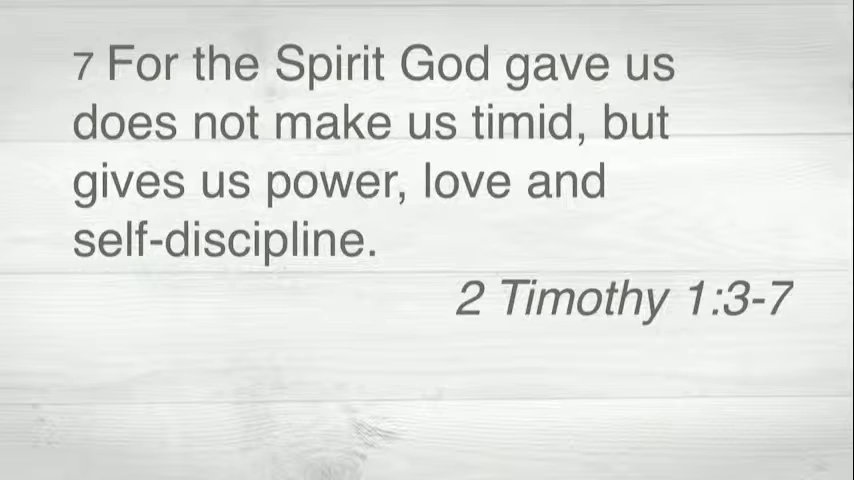 7 For the Spirit God gave us
does not make us timid, but
gives us power, love and
self-discipline.
2 Timothy 1:3-7